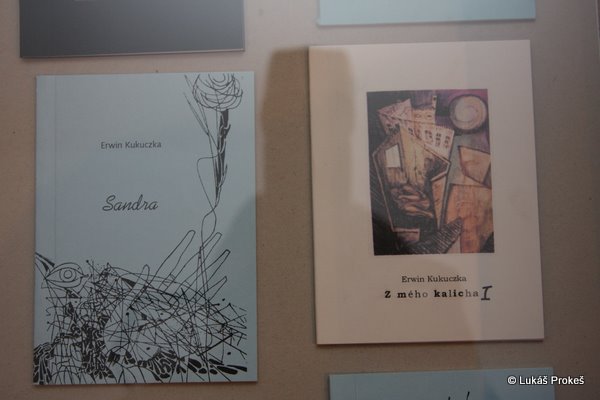 Erwin Kukuczka
Sandra
Erwin Kukuczka
Z mého kalicha I
© Lukáš Prokeš